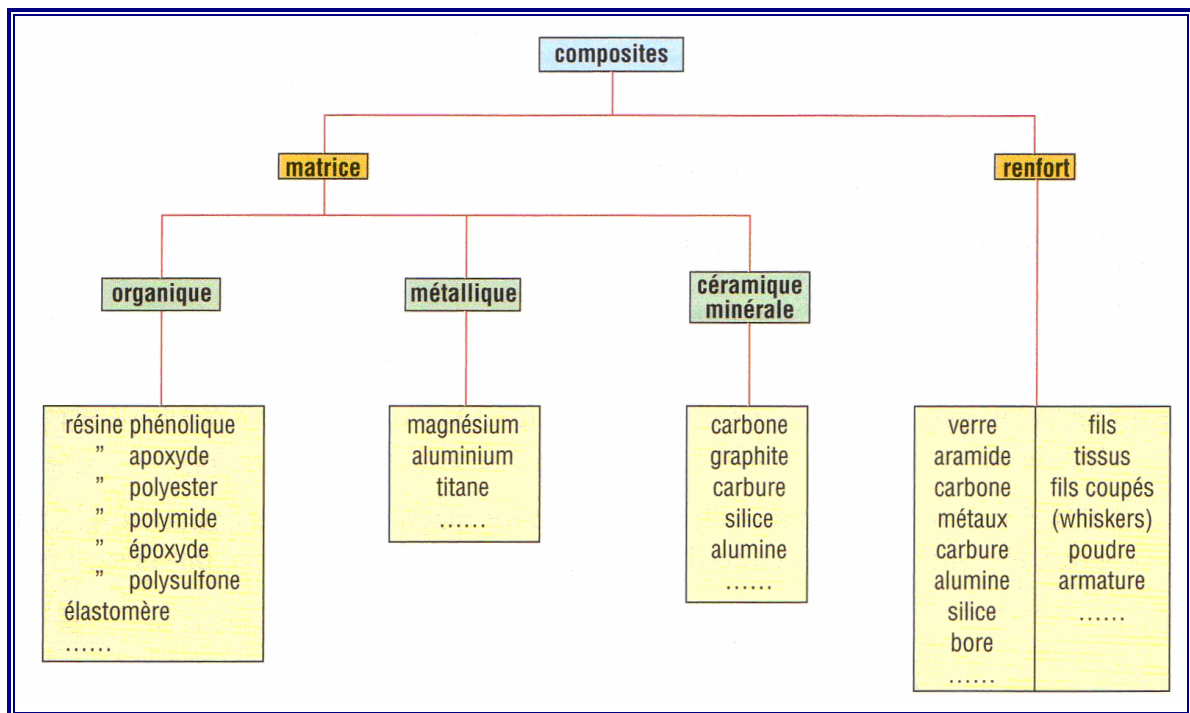 composites
matrice
renfort
organique
métallique
céramique
minérale
résine phénolique
” apoxyde
” polyester
” polymide
” époxyde
” polysulfone
élastomère
......
magnésium
aluminium
titane
......
carbone
graphite
carbure
silice
alumine
......
verre
aramide
carbone
métaux
carbure
alumine
silice
bore
......
fils
tissus
fils coupés
(whiskers)
poudre
armature
......